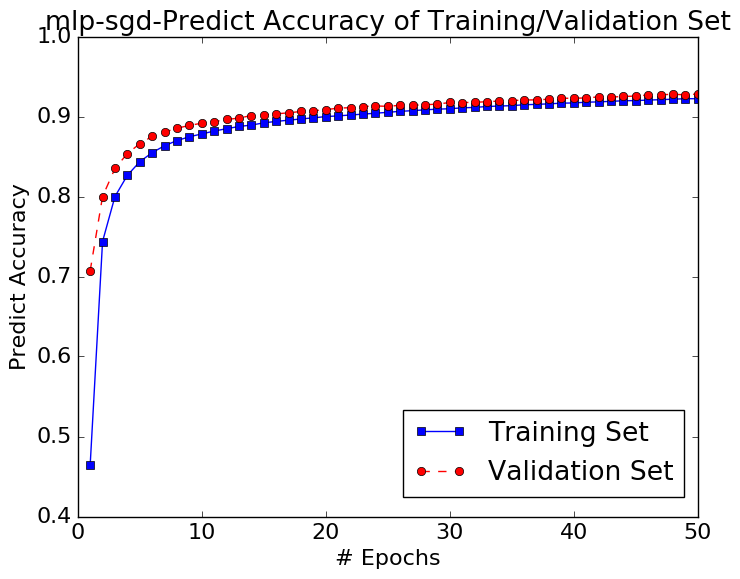 mlp-sgd-Predict Accuracy of Training/Validation Set
1.0
0.9
0.8
0.7
0.6
0.5
0.4
Predict Accuracy
Training Set
Validation Set
0 10 20 30 40 50
# Epochs